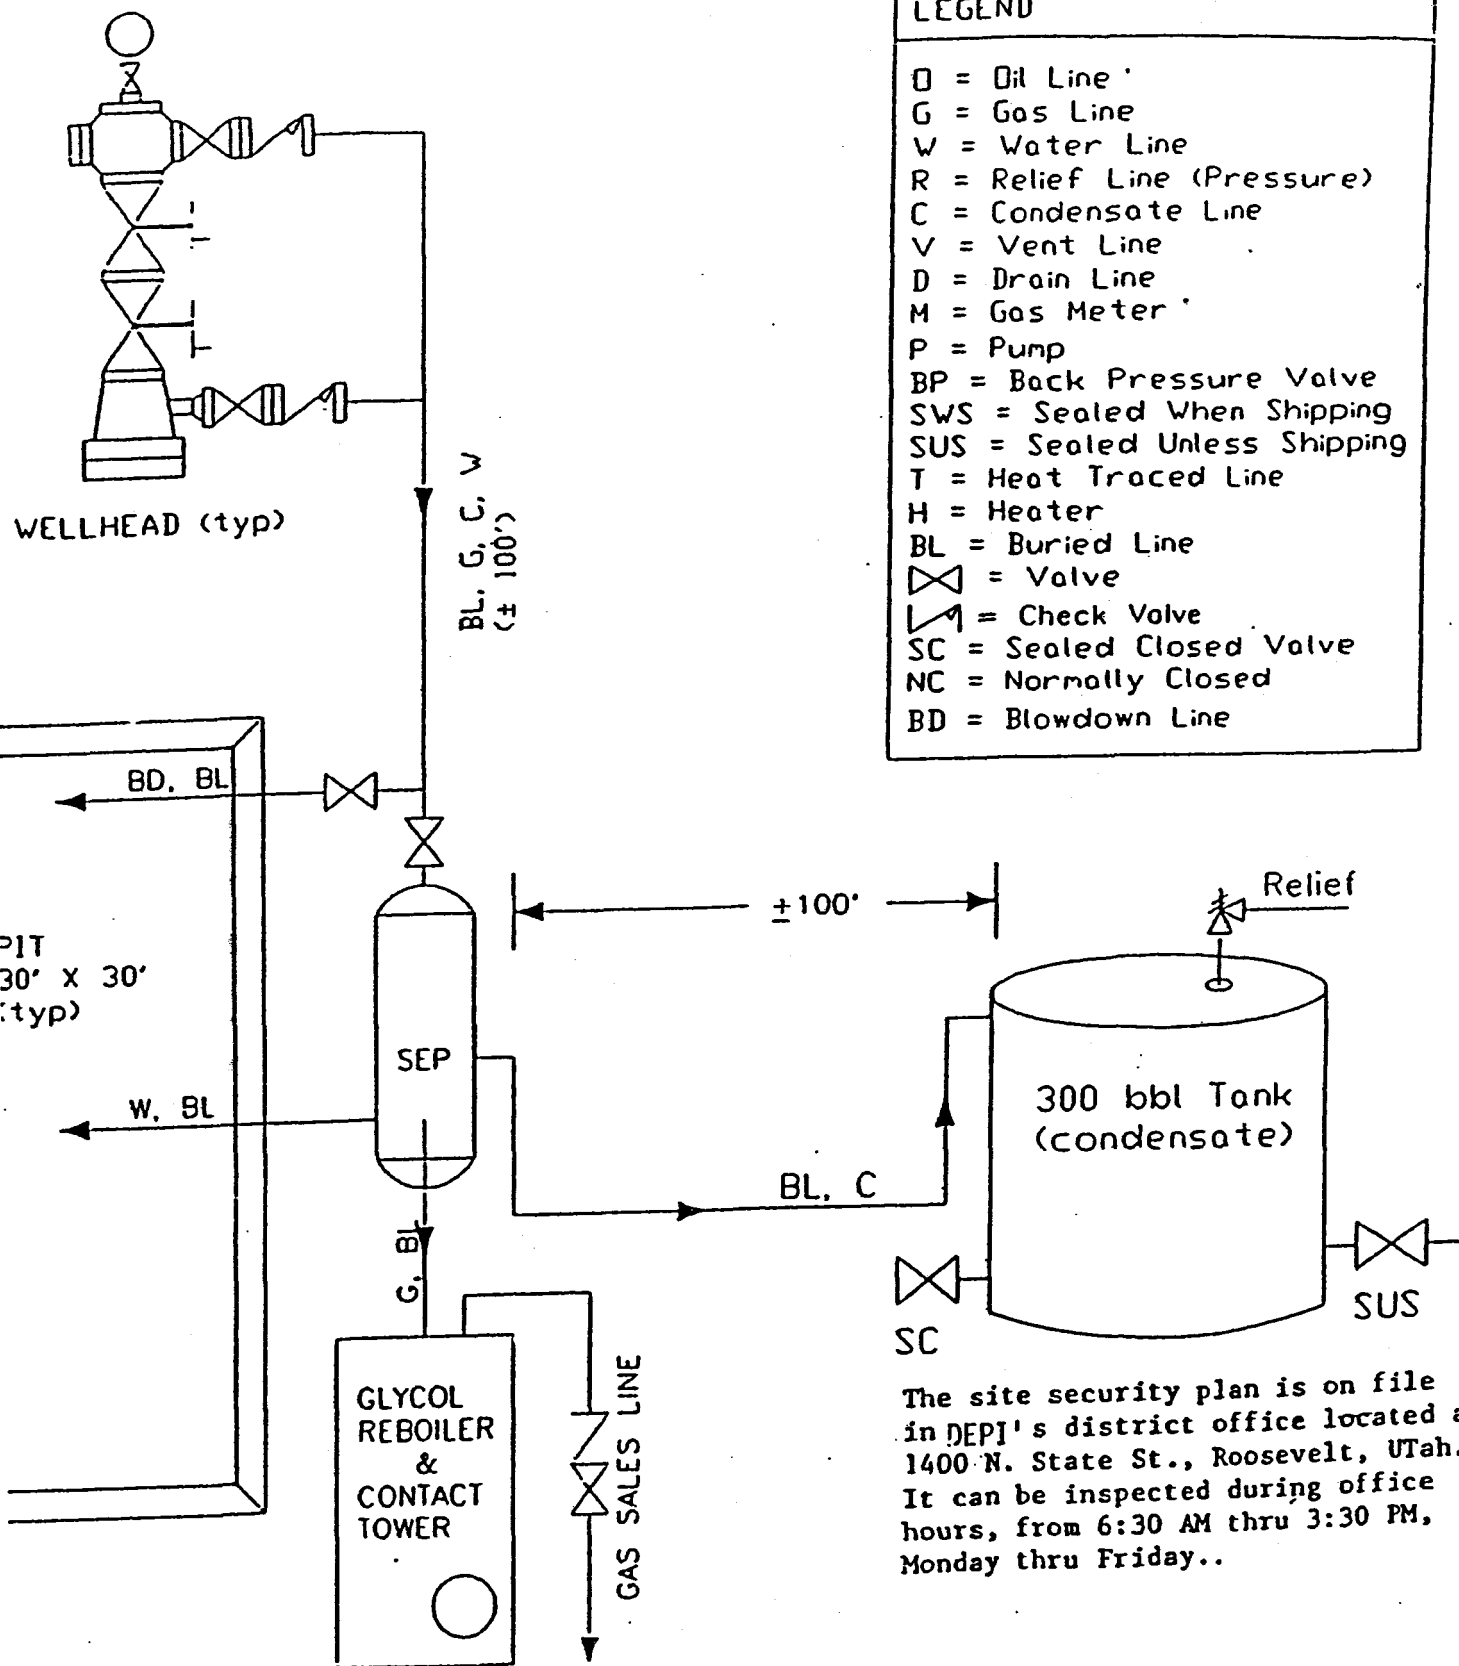 LEGEND
O = Oil Line
G = Gas Line
W = Water Line
R = Relief Line (Pressure)
C = Condensate Line
V = Vent Line
D = Drain Line
M = Gas Meter
P = Pump
BP = Back Pressure Valve
SWS = Sealed When Shipping
SUS = Sealed Unless Shipping
T = Heat Traced Line
H = Heater
BL = Buried Line
= Valve
= Check Valve
SC = Sealed Closed Valve
NC = Normally Closed
BD = Blowdown Line
WELLHEAD (typ)
BL, G, C, W
(± 100')
BD, BL
PIT
30' X 30'
(typ)
W, BL
SEP
±100'
Relief
300 bbl Tank
(condensate)
BL, C
G, BL
SC
SUS
GLYCOL
REBOILER
&
CONTACT
TOWER
GAS SALES LINE
The site security plan is on file
in DEPI's district office located a
1400 N. State St., Roosevelt, UTah.
It can be inspected during office
hours, from 6:30 AM thru 3:30 PM,
Monday thru Friday..